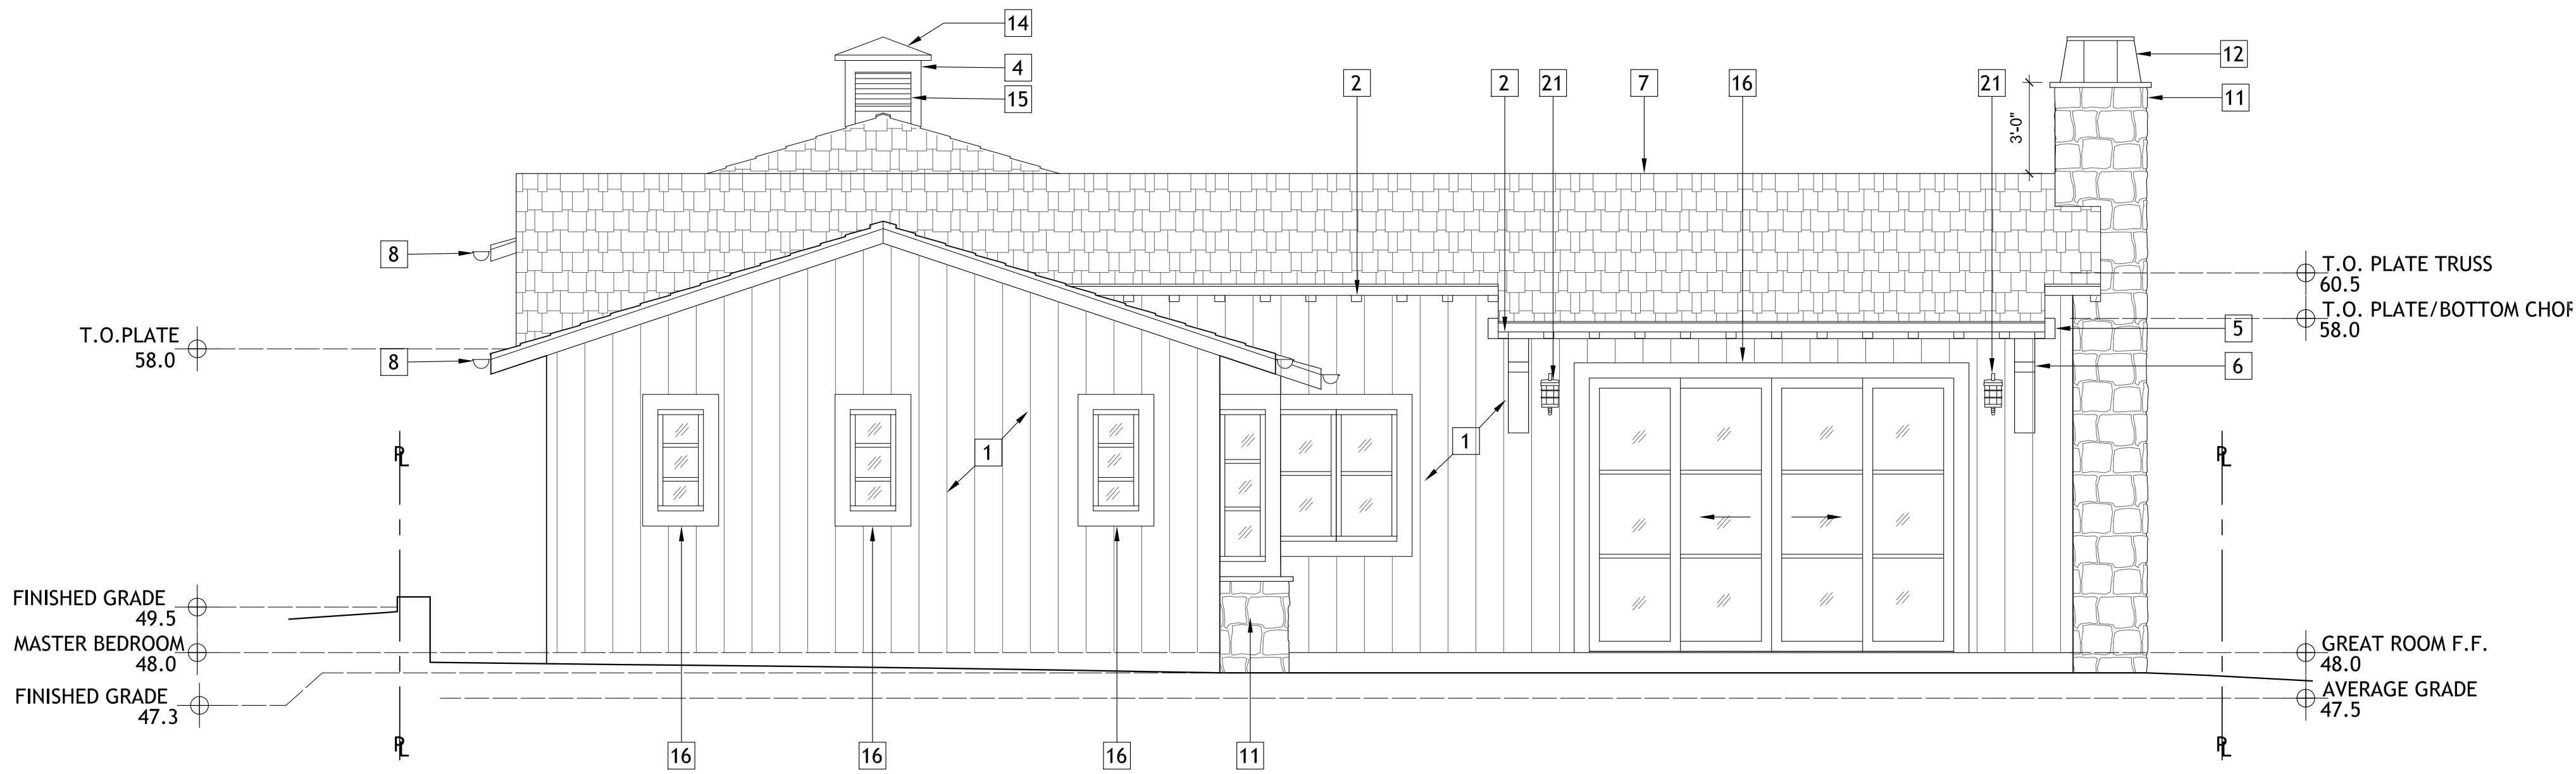 14
4
15
2
2
21
7
16
21
12
11
3'-0"
8
T.O. PLATE TRUSS
60.5
T.O. PLATE/BOTTOM CHOR
58.0
T.O.PLATE
58.0
8
5
6
1
1
PL
PL
FINISHED GRADE
49.5
MASTER BEDROOM
48.0
FINISHED GRADE
47.3
GREAT ROOM F.F.
48.0
AVERAGE GRADE
47.5
PL
16
16
16
11
PL